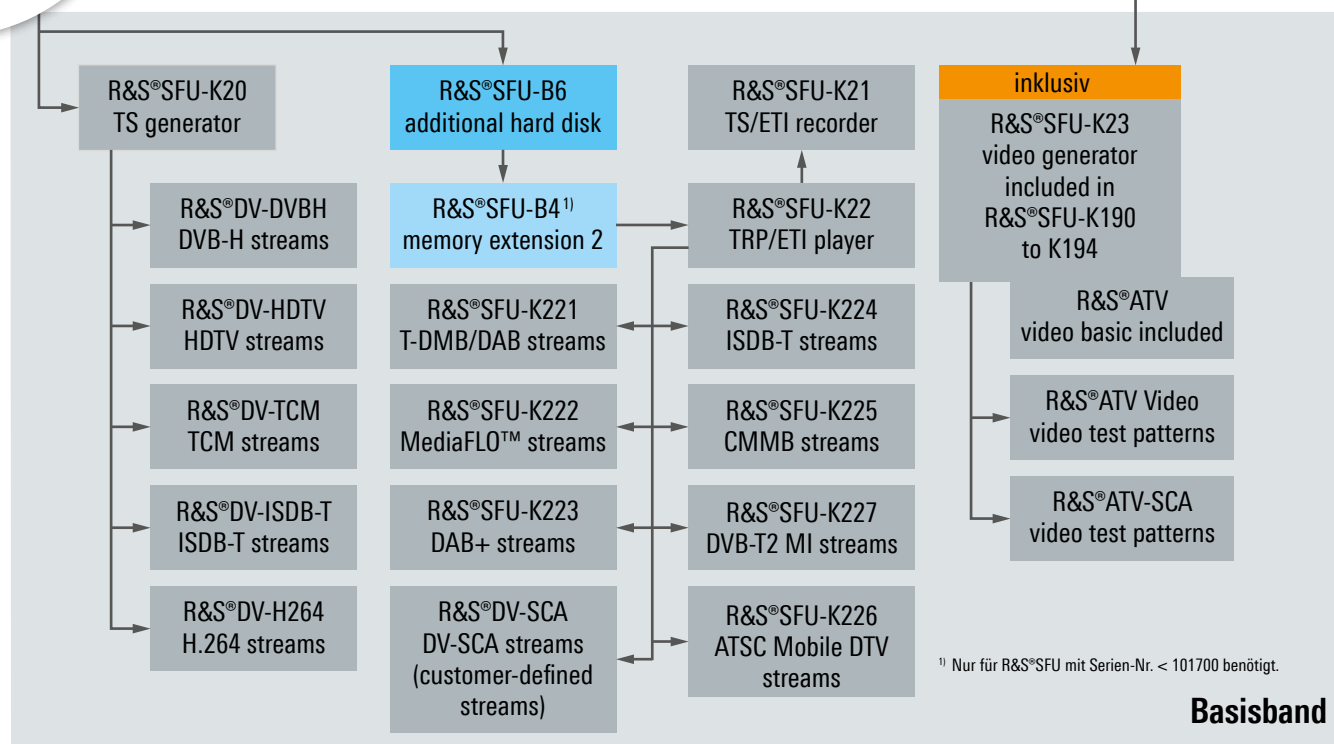 R&S®SFU-K20
TS generator
R&S®DV-DVBH
DVB-H streams
R&S®DV-HDTV
HDTV streams
R&S®DV-TCM
TCM streams
R&S®DV-ISDB-T
ISDB-T streams
R&S®DV-H264
H.264 streams
R&S®SFU-B6
additional hard disk
R&S®SFU-B4¹⁾
memory extension 2
R&S®SFU-K221
T-DMB/DAB streams
R&S®SFU-K222
MediaFLO™ streams
R&S®SFU-K223
DAB+ streams
R&S®DV-SCA
DV-SCA streams
(customer-defined
streams)
R&S®SFU-K21
TS/ETI recorder
R&S®SFU-K22
TRP/ETI player
R&S®SFU-K224
ISDB-T streams
R&S®SFU-K225
CMMB streams
R&S®SFU-K227
DVB-T2 MI streams
R&S®SFU-K226
ATSC Mobile DTV
streams
inklusiv
R&S®SFU-K23
video generator
included in
R&S®SFU-K190
to K194
R&S®ATV
video basic included
R&S®ATV Video
video test patterns
R&S®ATV-SCA
video test patterns
¹⁾ Nur für R&S®SFU mit Serien-Nr. < 101700 benötigt.
Basisband